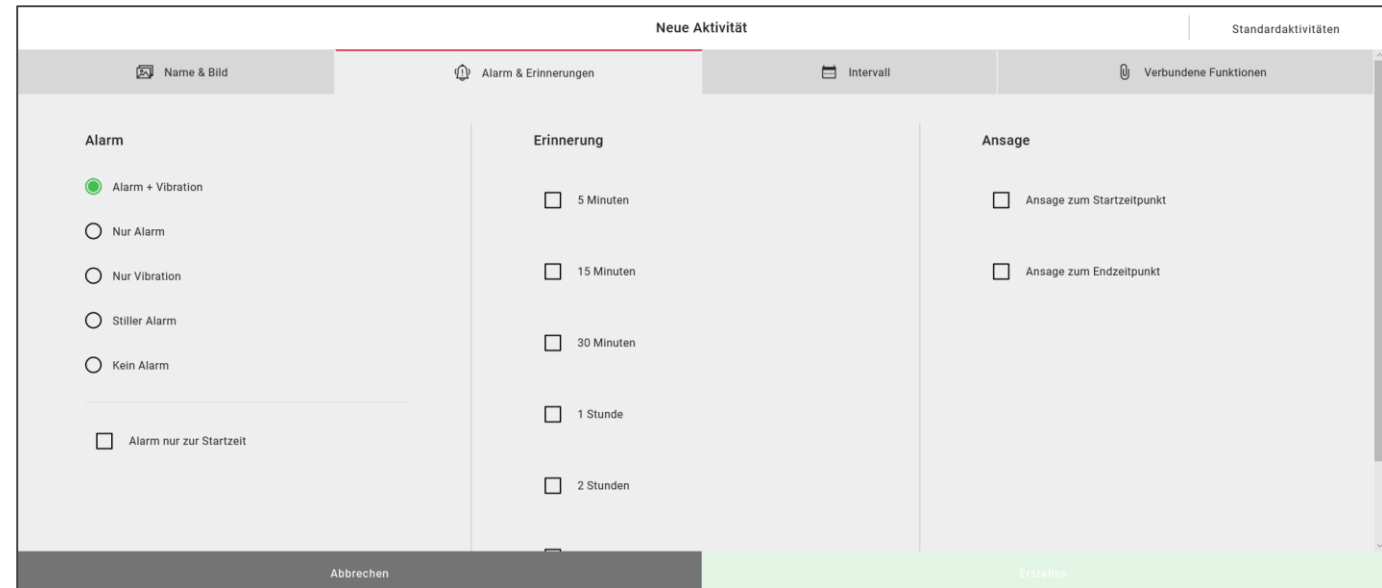 Neue Aktivität
Standardaktivitäten
Name & Bild
Alarm & Erinnerungen
Intervall
Verbundene Funktionen
Alarm
Alarm + Vibration
Nur Alarm
Nur Vibration
Stiller Alarm
Kein Alarm
Alarm nur zur Startzeit
Erinnerung
5 Minuten
15 Minuten
30 Minuten
1 Stunde
2 Stunden
Ansage
Ansage zum Startzeitpunkt
Ansage zum Endzeitpunkt
Abbrechen
Erstellen